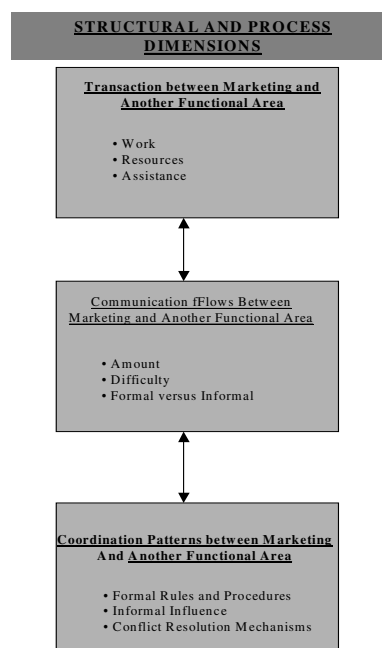 STRUCTURAL AND PROCESS
DIMENSIONS
Transaction between Marketing and
Another Functional Area
• Work
• Resources
• Assistance
Communication fFlows Between
Marketing and Another Functional Area
• Amount
• Difficulty
• Formal versus Informal
Coordination Patterns between Marketing
And Another Functional Area
• Formal Rules and Procedures
• Informal Influence
• Conflict Resolution Mechanisms